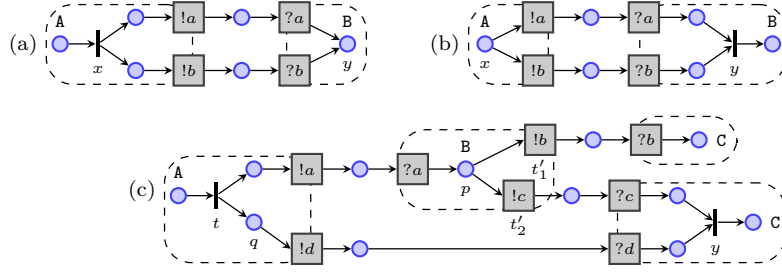 A !a ?a B
(a)
x !b ?b y
A !a ?a B
(b)
x !b ?b y
A !a ?a B !b ?b C
(c)
p t′1
t q !c ?c C
t′2
!d ?d y